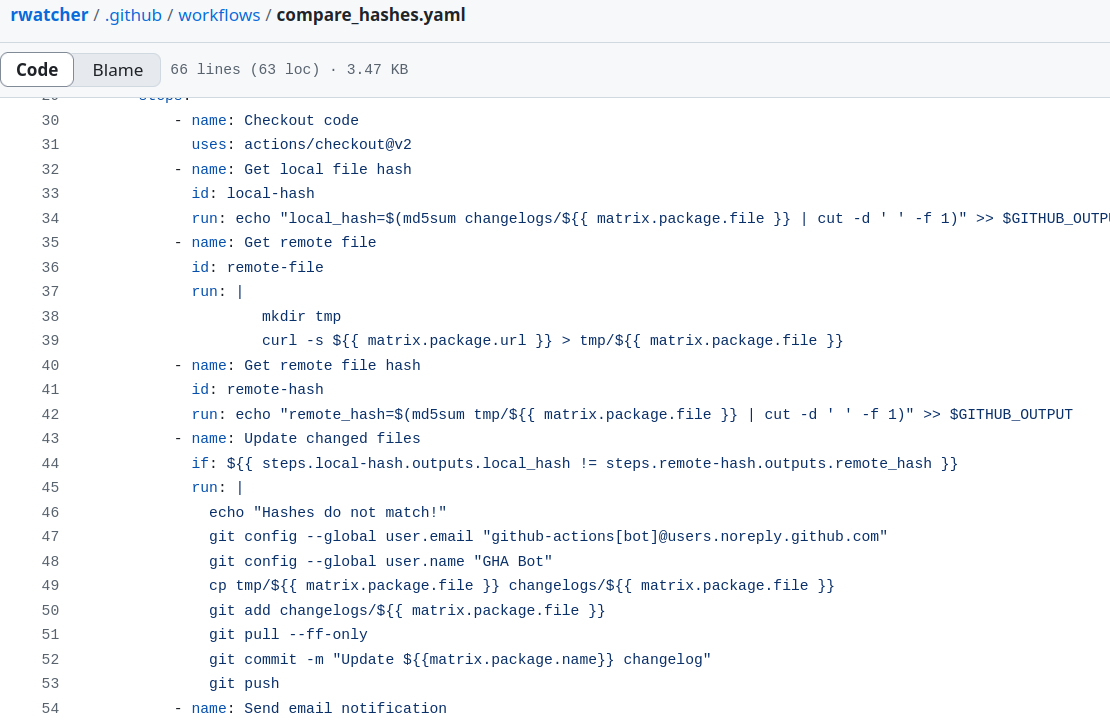 rwatcher / .github / workflows / compare_hashes.yaml
Code Blame 66 lines (63 loc) · 3.47 KB
29 steps:
30 - name: Checkout code
31 uses: actions/checkout@v2
32 - name: Get local file hash
33 id: local-hash
34 run: echo "local_hash=$(md5sum changelogs/${{ matrix.package.file }} | cut -d ' ' -f 1)" >> $GITHUB_OUTPU
35 - name: Get remote file
36 id: remote-file
37 run: |
38 mkdir tmp
39 curl -s ${{ matrix.package.url }} > tmp/${{ matrix.package.file }}
40 - name: Get remote file hash
41 id: remote-hash
42 run: echo "remote_hash=$(md5sum tmp/${{ matrix.package.file }} | cut -d ' ' -f 1)" >> $GITHUB_OUTPUT
43 - name: Update changed files
44 if: ${{ steps.local-hash.outputs.local_hash != steps.remote-hash.outputs.remote_hash }}
45 run: |
46 echo "Hashes do not match!"
47 git config --global user.email "github-actions[bot]@users.noreply.github.com"
48 git config --global user.name "GHA Bot"
49 cp tmp/${{ matrix.package.file }} changelogs/${{ matrix.package.file }}
50 git add changelogs/${{ matrix.package.file }}
51 git pull --ff-only
52 git commit -m "Update ${{matrix.package.name}} changelog"
53 git push
54 - name: Send email notification